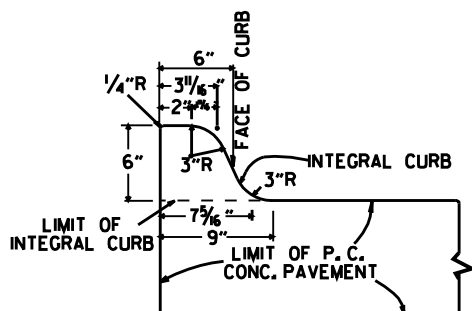 6"
3 11/16"
1/4"R
2"
FACE OF CURB
6"
3"R
INTEGRAL CURB
3"R
LIMIT OF
INTEGRAL CURB
7 5/16"
9"
LIMIT OF P.C.
CONC. PAVEMENT